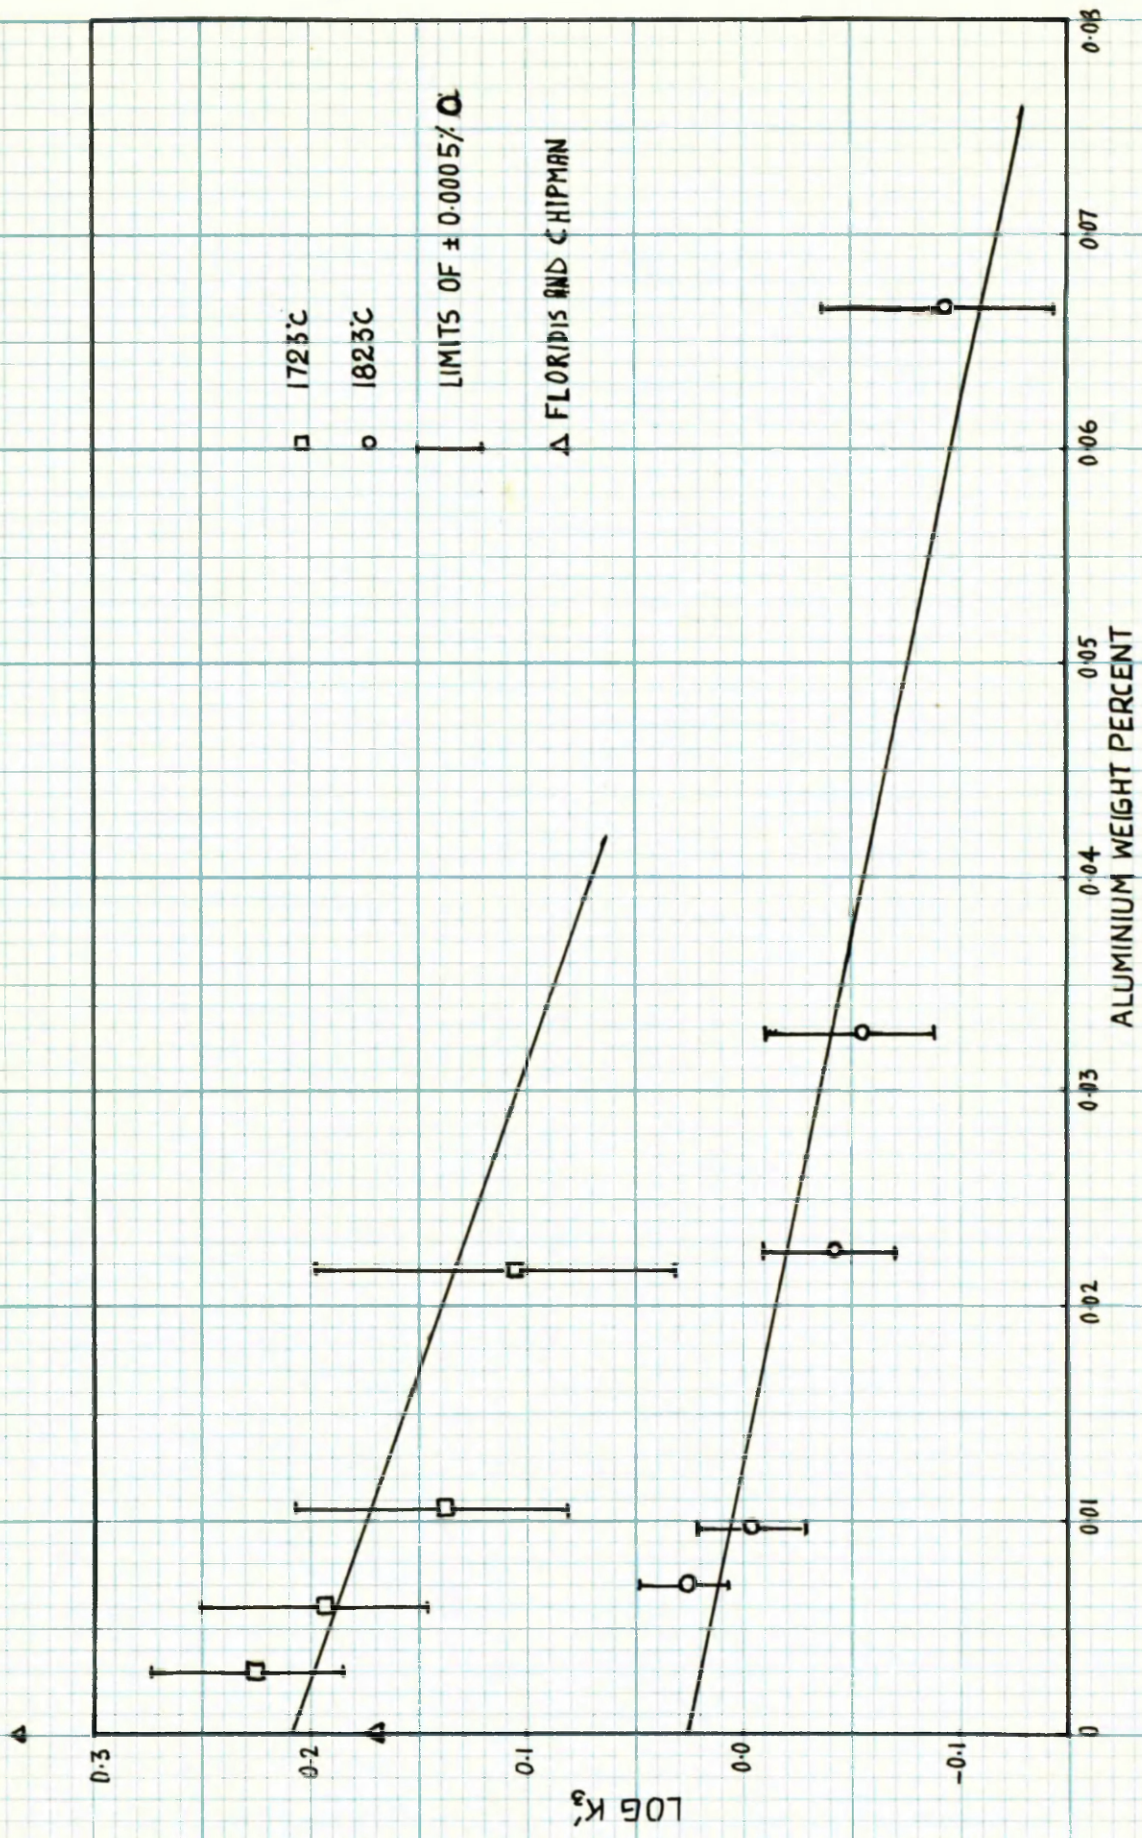 □ 1723°C
○ 1823°C
LIMITS OF ± 0.0005% O
△ FLORIDIS AND CHIPMAN
LOG K'₃
0.3
0.2
0.1
0.0
-0.1
0
0.01
0.02
0.03
0.04
0.05
0.06
0.07
0.08
ALUMINIUM WEIGHT PERCENT